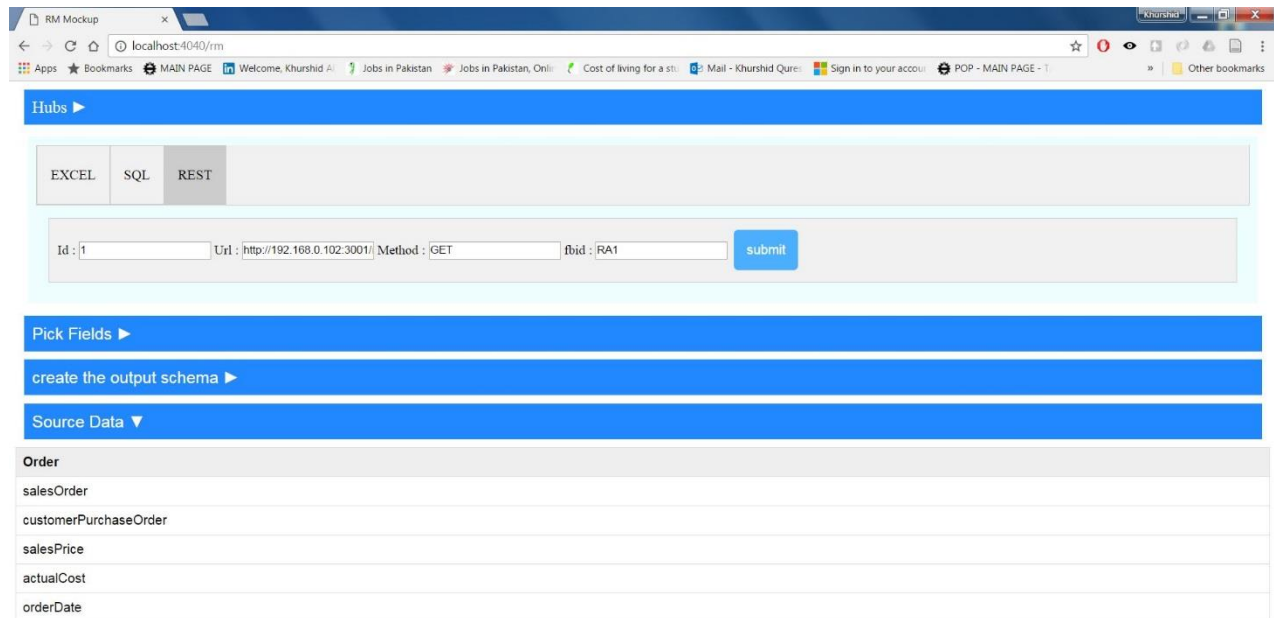 RM Mockup
Khurshid
localhost:4040/rm
Apps Bookmarks MAIN PAGE Welcome, Khurshid A Jobs in Pakistan Jobs in Pakistan, Onli Cost of living for a stu Mail - Khurshid Qures Sign in to your accou POP - MAIN PAGE - T » Other bookmarks
Hubs ►
EXCEL SQL REST
Id : 1 Url : http://192.168.0.102:3001/ Method : GET fbid : RA1 submit
Pick Fields ►
create the output schema ►
Source Data ▼
Order
salesOrder
customerPurchaseOrder
salesPrice
actualCost
orderDate